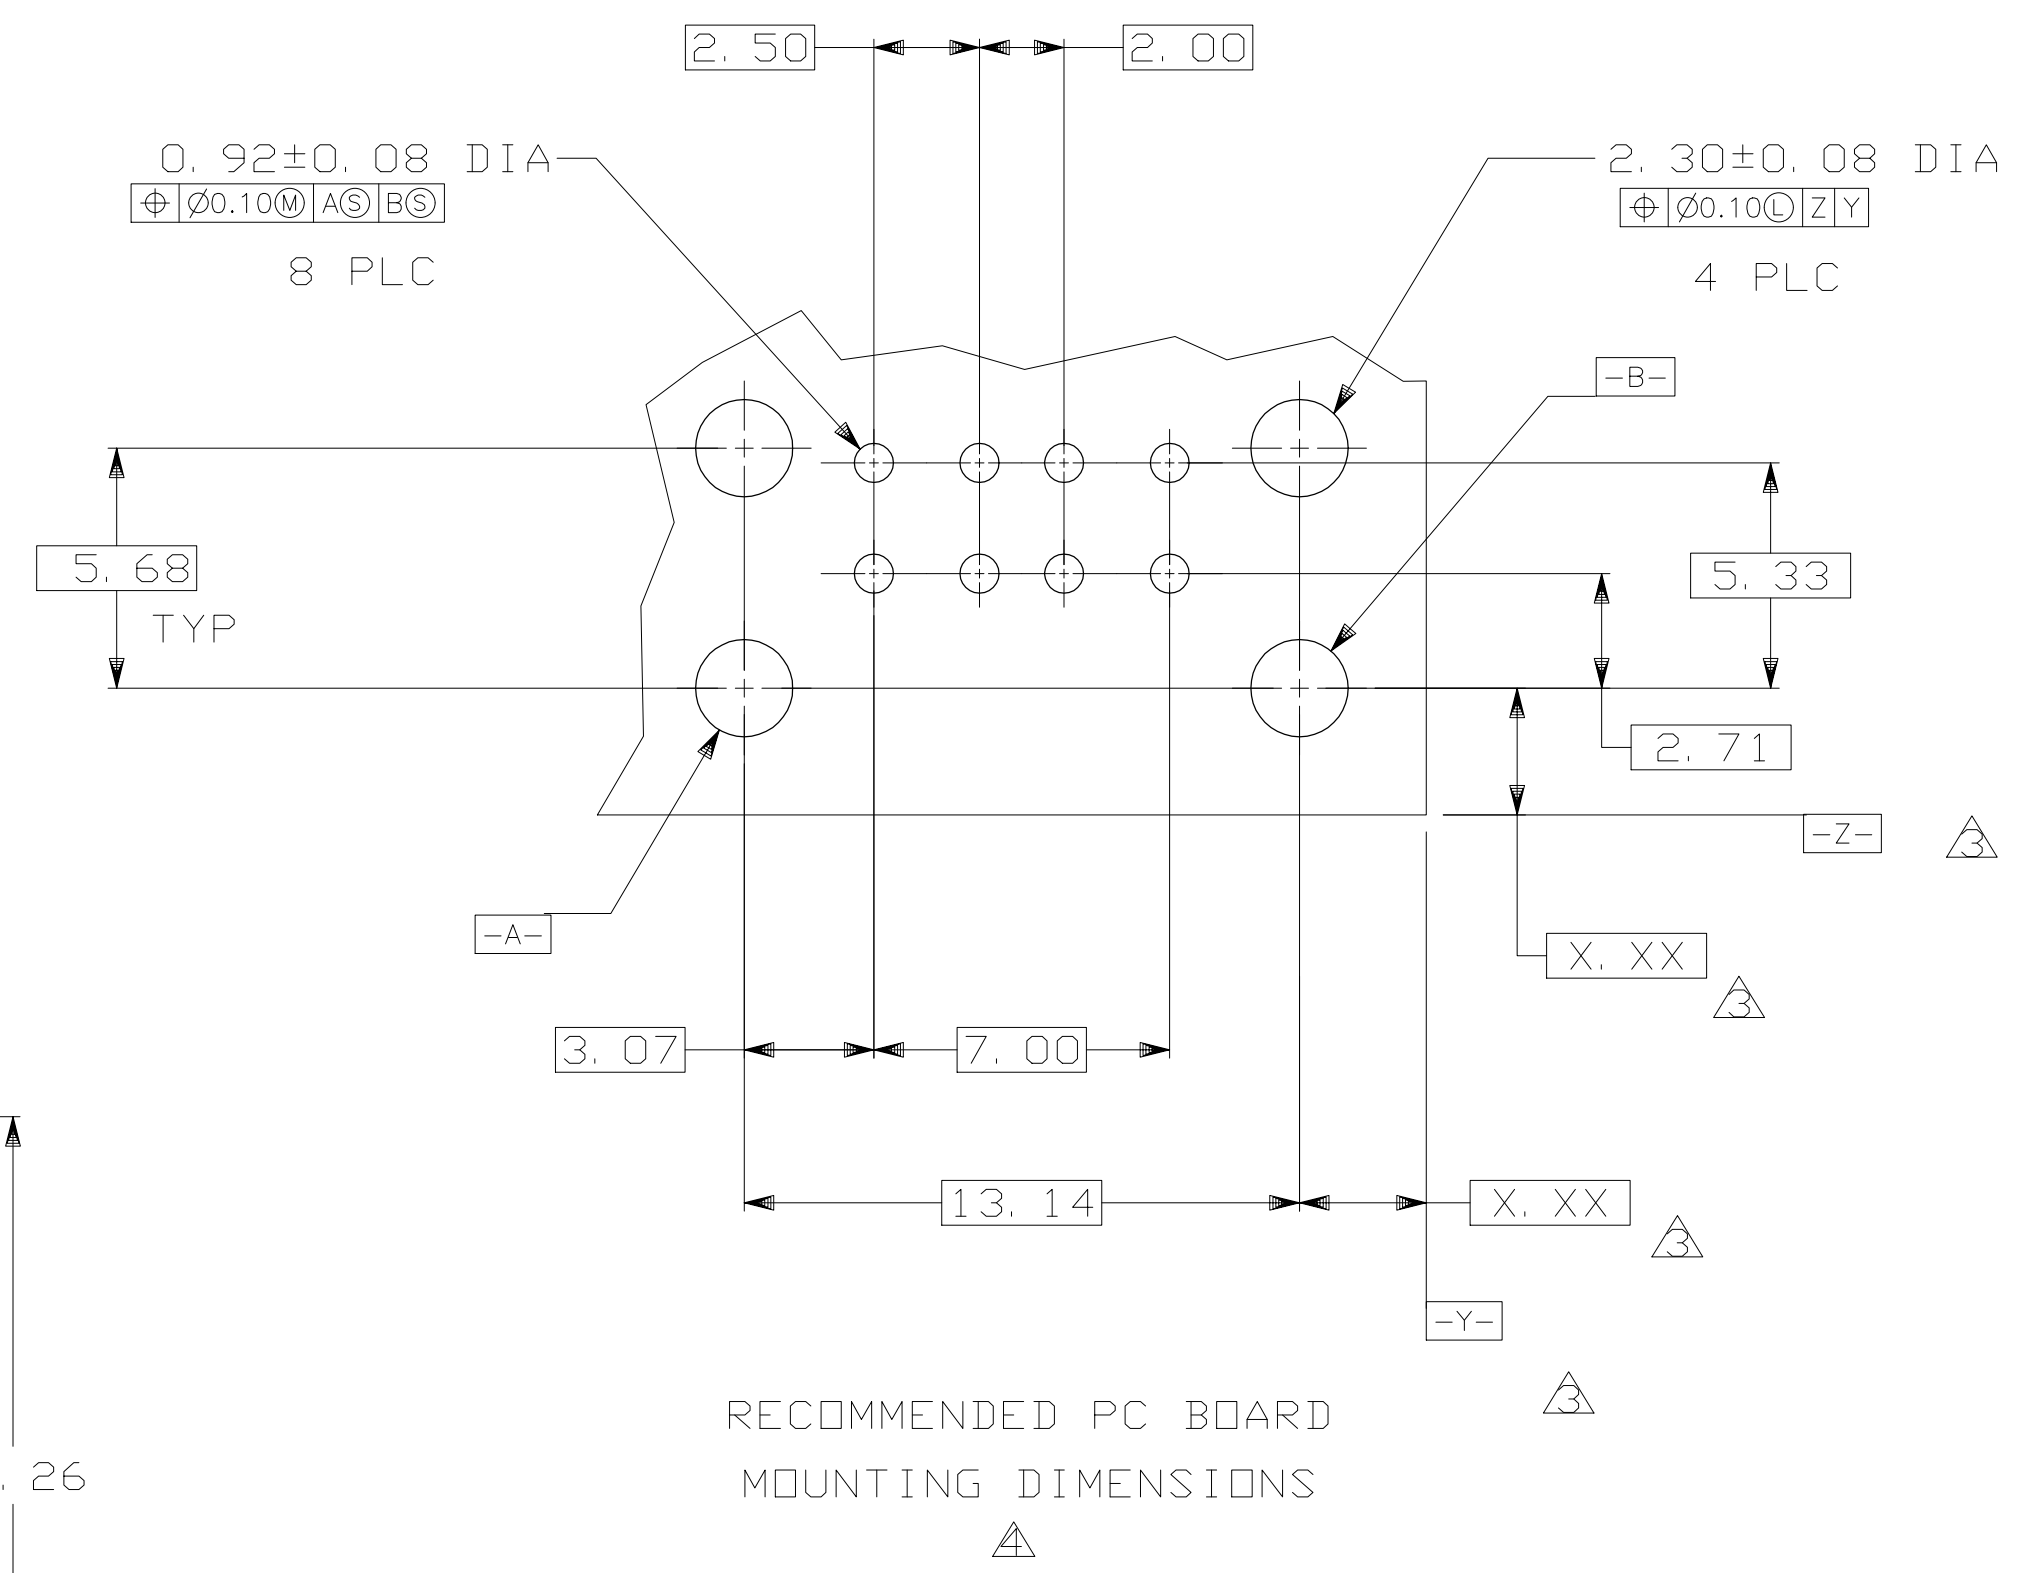 2.50
2.00
0.92±0.08 DIA
⌖ Ø0.10Ⓜ AⓈ BⓈ
8 PLC
2.30±0.08 DIA
⌖ Ø0.10Ⓛ Z Y
4 PLC
-B-
5.68
TYP
5.33
2.71
-Z-
3
-A-
X.XX
3
3.07
7.00
13.14
X.XX
3
-Y-
3
RECOMMENDED PC BOARD
MOUNTING DIMENSIONS
4
.26